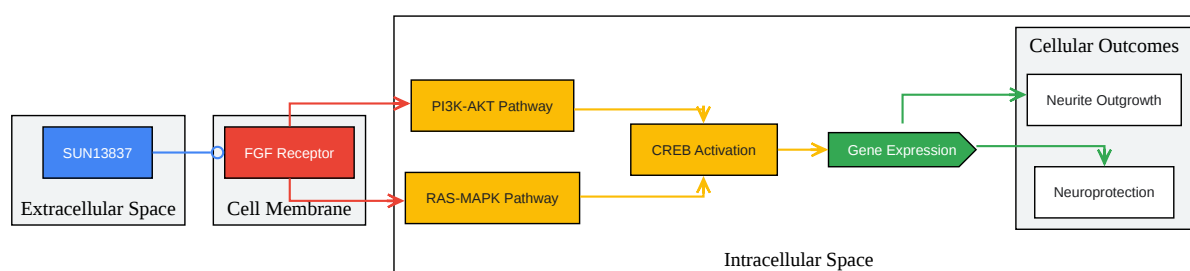 SUN13837
Extracellular Space
FGF Receptor
Cell Membrane
PI3K-AKT Pathway
RAS-MAPK Pathway
CREB Activation
Gene Expression
Cellular Outcomes
Neurite Outgrowth
Neuroprotection
Intracellular Space